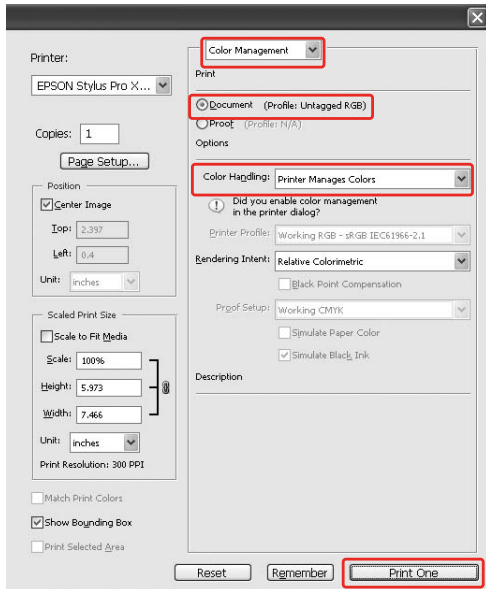 Printer:
EPSON Stylus Pro X...
Copies: 1
Page Setup...
Position
Center Image
Top: 2.397
Left: 0.4
Unit: inches
Scaled Print Size
Scale to Fit Media
Scale: 100%
Height: 5.973
Width: 7.466
Unit: inches
Print Resolution: 300 PPI
Match Print Colors
Show Bounding Box
Print Selected Area
Color Management
Print
Document (Profile: Untagged RGB)
Proof (Profile: N/A)
Options
Color Handling: Printer Manages Colors
Did you enable color management
in the printer dialog?
Printer Profile: Working RGB - sRGB IEC61966-2.1
Rendering Intent: Relative Colorimetric
Black Point Compensation
Proof Setup: Working CMYK
Simulate Paper Color
Simulate Black Ink
Description
Reset
Remember
Print One